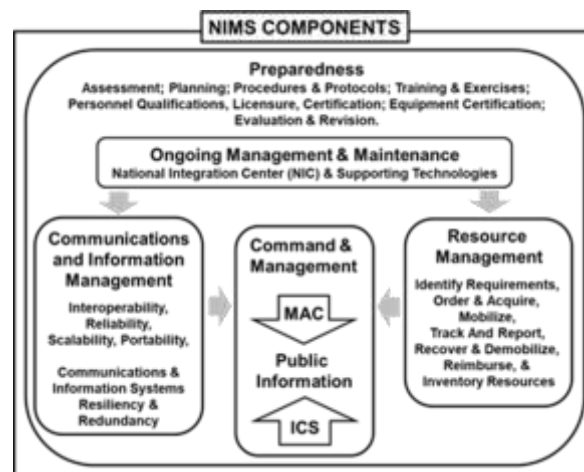 NIMS COMPONENTS
Preparedness
Assessment; Planning; Procedures & Protocols; Training & Exercises;
Personnel Qualifications, Licensure, Certification; Equipment Certification;
Evaluation & Revision.
Ongoing Management & Maintenance
National Integration Center (NIC) & Supporting Technologies
Communications
and Information
Management
Interoperability,
Reliability,
Scalability, Portability,
Communications &
Information Systems
Resiliency &
Redundancy
Command &
Management
MAC
Public
Information
ICS
Resource
Management
Identify Requirements,
Order & Acquire,
Mobilize,
Track And Report,
Recover & Demobilize,
Reimburse, &
Inventory Resources